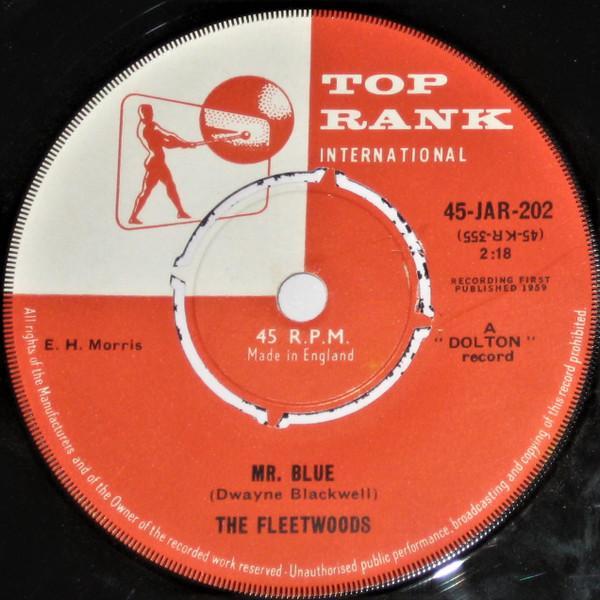 TOP
RANK
INTERNATIONAL
45-JAR-202
(45-KR-355)
2:18
RECORDING FIRST
PUBLISHED 1959
A
"DOLTON"
record
E. H. Morris
45 R.P.M.
Made in England
MR. BLUE
(Dwayne Blackwell)
THE FLEETWOODS
All rights of the Manufacturers and of the Owner of the recorded work reserved - Unauthorised public performance, broadcasting and copying of this record prohibited.